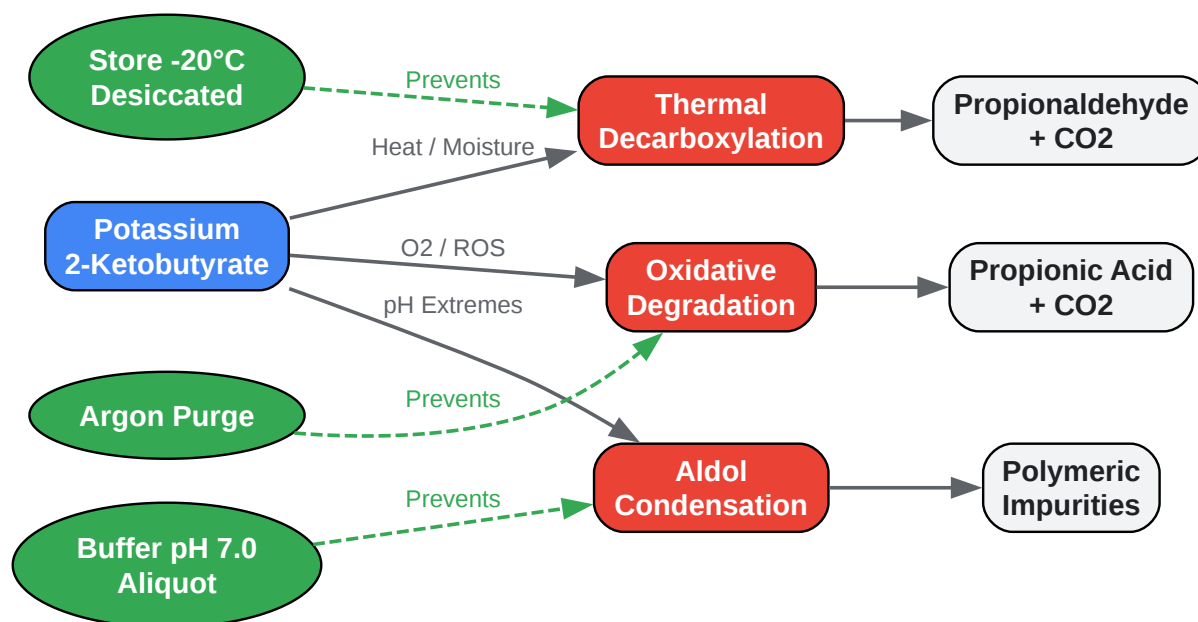 Store -20°C
Desiccated
Prevents
Thermal
Decarboxylation
Propionaldehyde
+ CO2
Heat / Moisture
Potassium
2-Ketobutyrate
O2 / ROS
Oxidative
Degradation
Propionic Acid
+ CO2
pH Extremes
Argon Purge
Prevents
Aldol
Condensation
Polymeric
Impurities
Prevents
Buffer pH 7.0
Aliquot